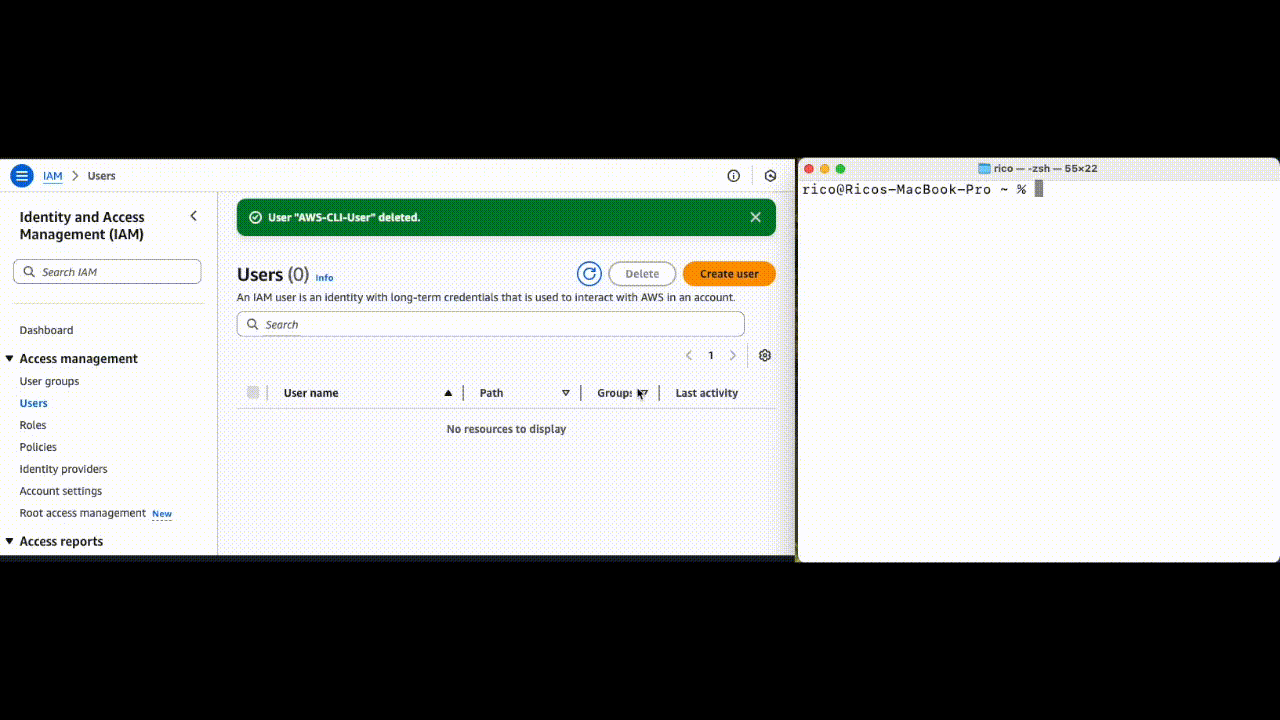 IAM > Users
Identity and Access
Management (IAM)
Search IAM
Dashboard
Access management
User groups
Users
Roles
Policies
Identity providers
Account settings
Root access management New
Access reports
User "AWS-CLI-User" deleted.
Users (0) Info
Delete
Create user
An IAM user is an identity with long-term credentials that is used to interact with AWS in an account.
Search
1
User name
Path
Groups
Last activity
No resources to display
rico — -zsh — 55×22
rico@Ricos-MacBook-Pro ~ %